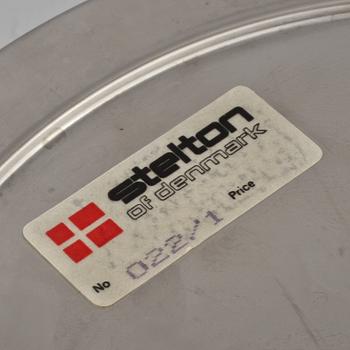 stelton
of denmark
No 022/1 Price